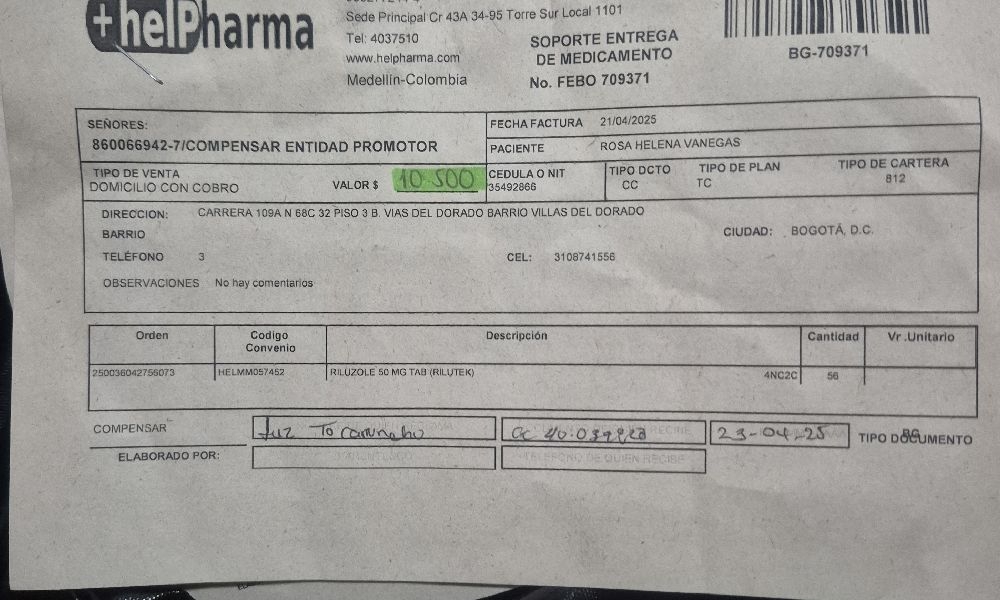 +helPharma
Sede Principal Cr 43A 34-95 Torre Sur Local 1101
Tel: 4037510
www.helpharma.com
Medellin-Colombia
SOPORTE ENTREGA
DE MEDICAMENTO
No. FEBO 709371
BG-709371
SEÑORES:
860066942-7/COMPENSAR ENTIDAD PROMOTOR
FECHA FACTURA 21/04/2025
PACIENTE ROSA HELENA VANEGAS
TIPO DE VENTA
DOMICILIO CON COBRO
VALOR $ 10.500
CEDULA O NIT
35492866
TIPO DCTO
CC
TIPO DE PLAN
TC
TIPO DE CARTERA
812
DIRECCION: CARRERA 109A N 68C 32 PISO 3 B. VIAS DEL DORADO BARRIO VILLAS DEL DORADO
BARRIO
CIUDAD: BOGOTÁ, D.C.
TELÉFONO 3
CEL: 3108741556
OBSERVACIONES No hay comentarios
Orden Codigo Convenio Descripción Cantidad Vr .Unitario
250036042755073 HELMM057452 RILUZOLE 50 MG TAB (RILUTEK) 4NC2C 56
COMPENSAR Luz CC 23-04-25 TIPO DOCUMENTO
ELABORADO POR: TELEFONO DE QUIEN RECIBE